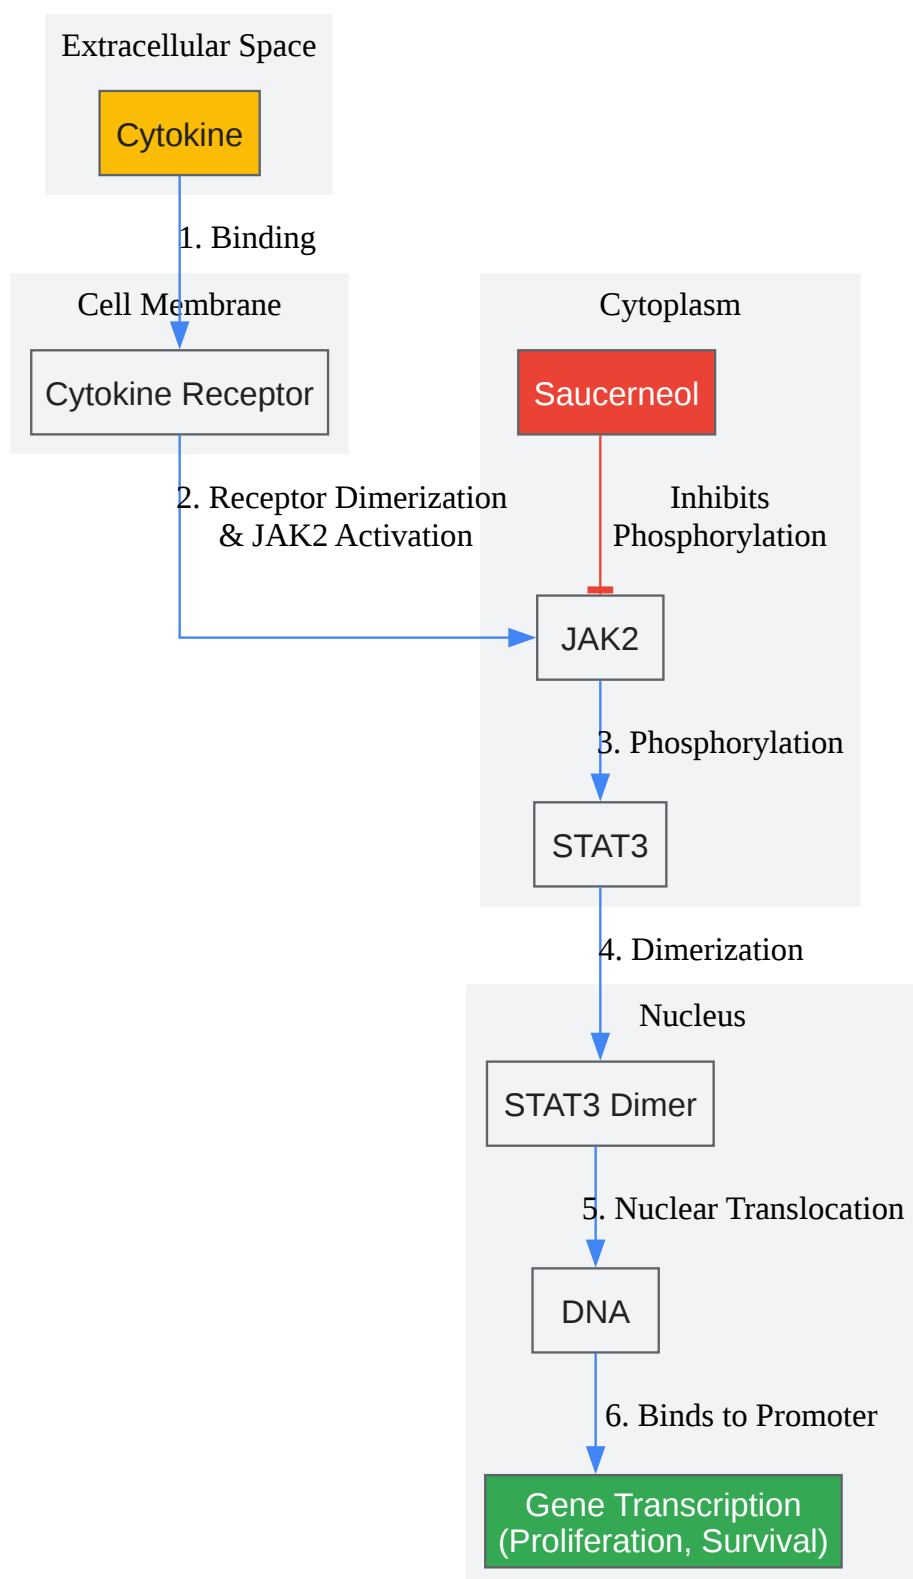 Extracellular Space
Cytokine
1. Binding
Cell Membrane
Cytokine Receptor
Cytoplasm
Saucerneol
2. Receptor Dimerization
& JAK2 Activation
Inhibits
Phosphorylation
JAK2
3. Phosphorylation
STAT3
4. Dimerization
Nucleus
STAT3 Dimer
5. Nuclear Translocation
DNA
6. Binds to Promoter
Gene Transcription
(Proliferation, Survival)